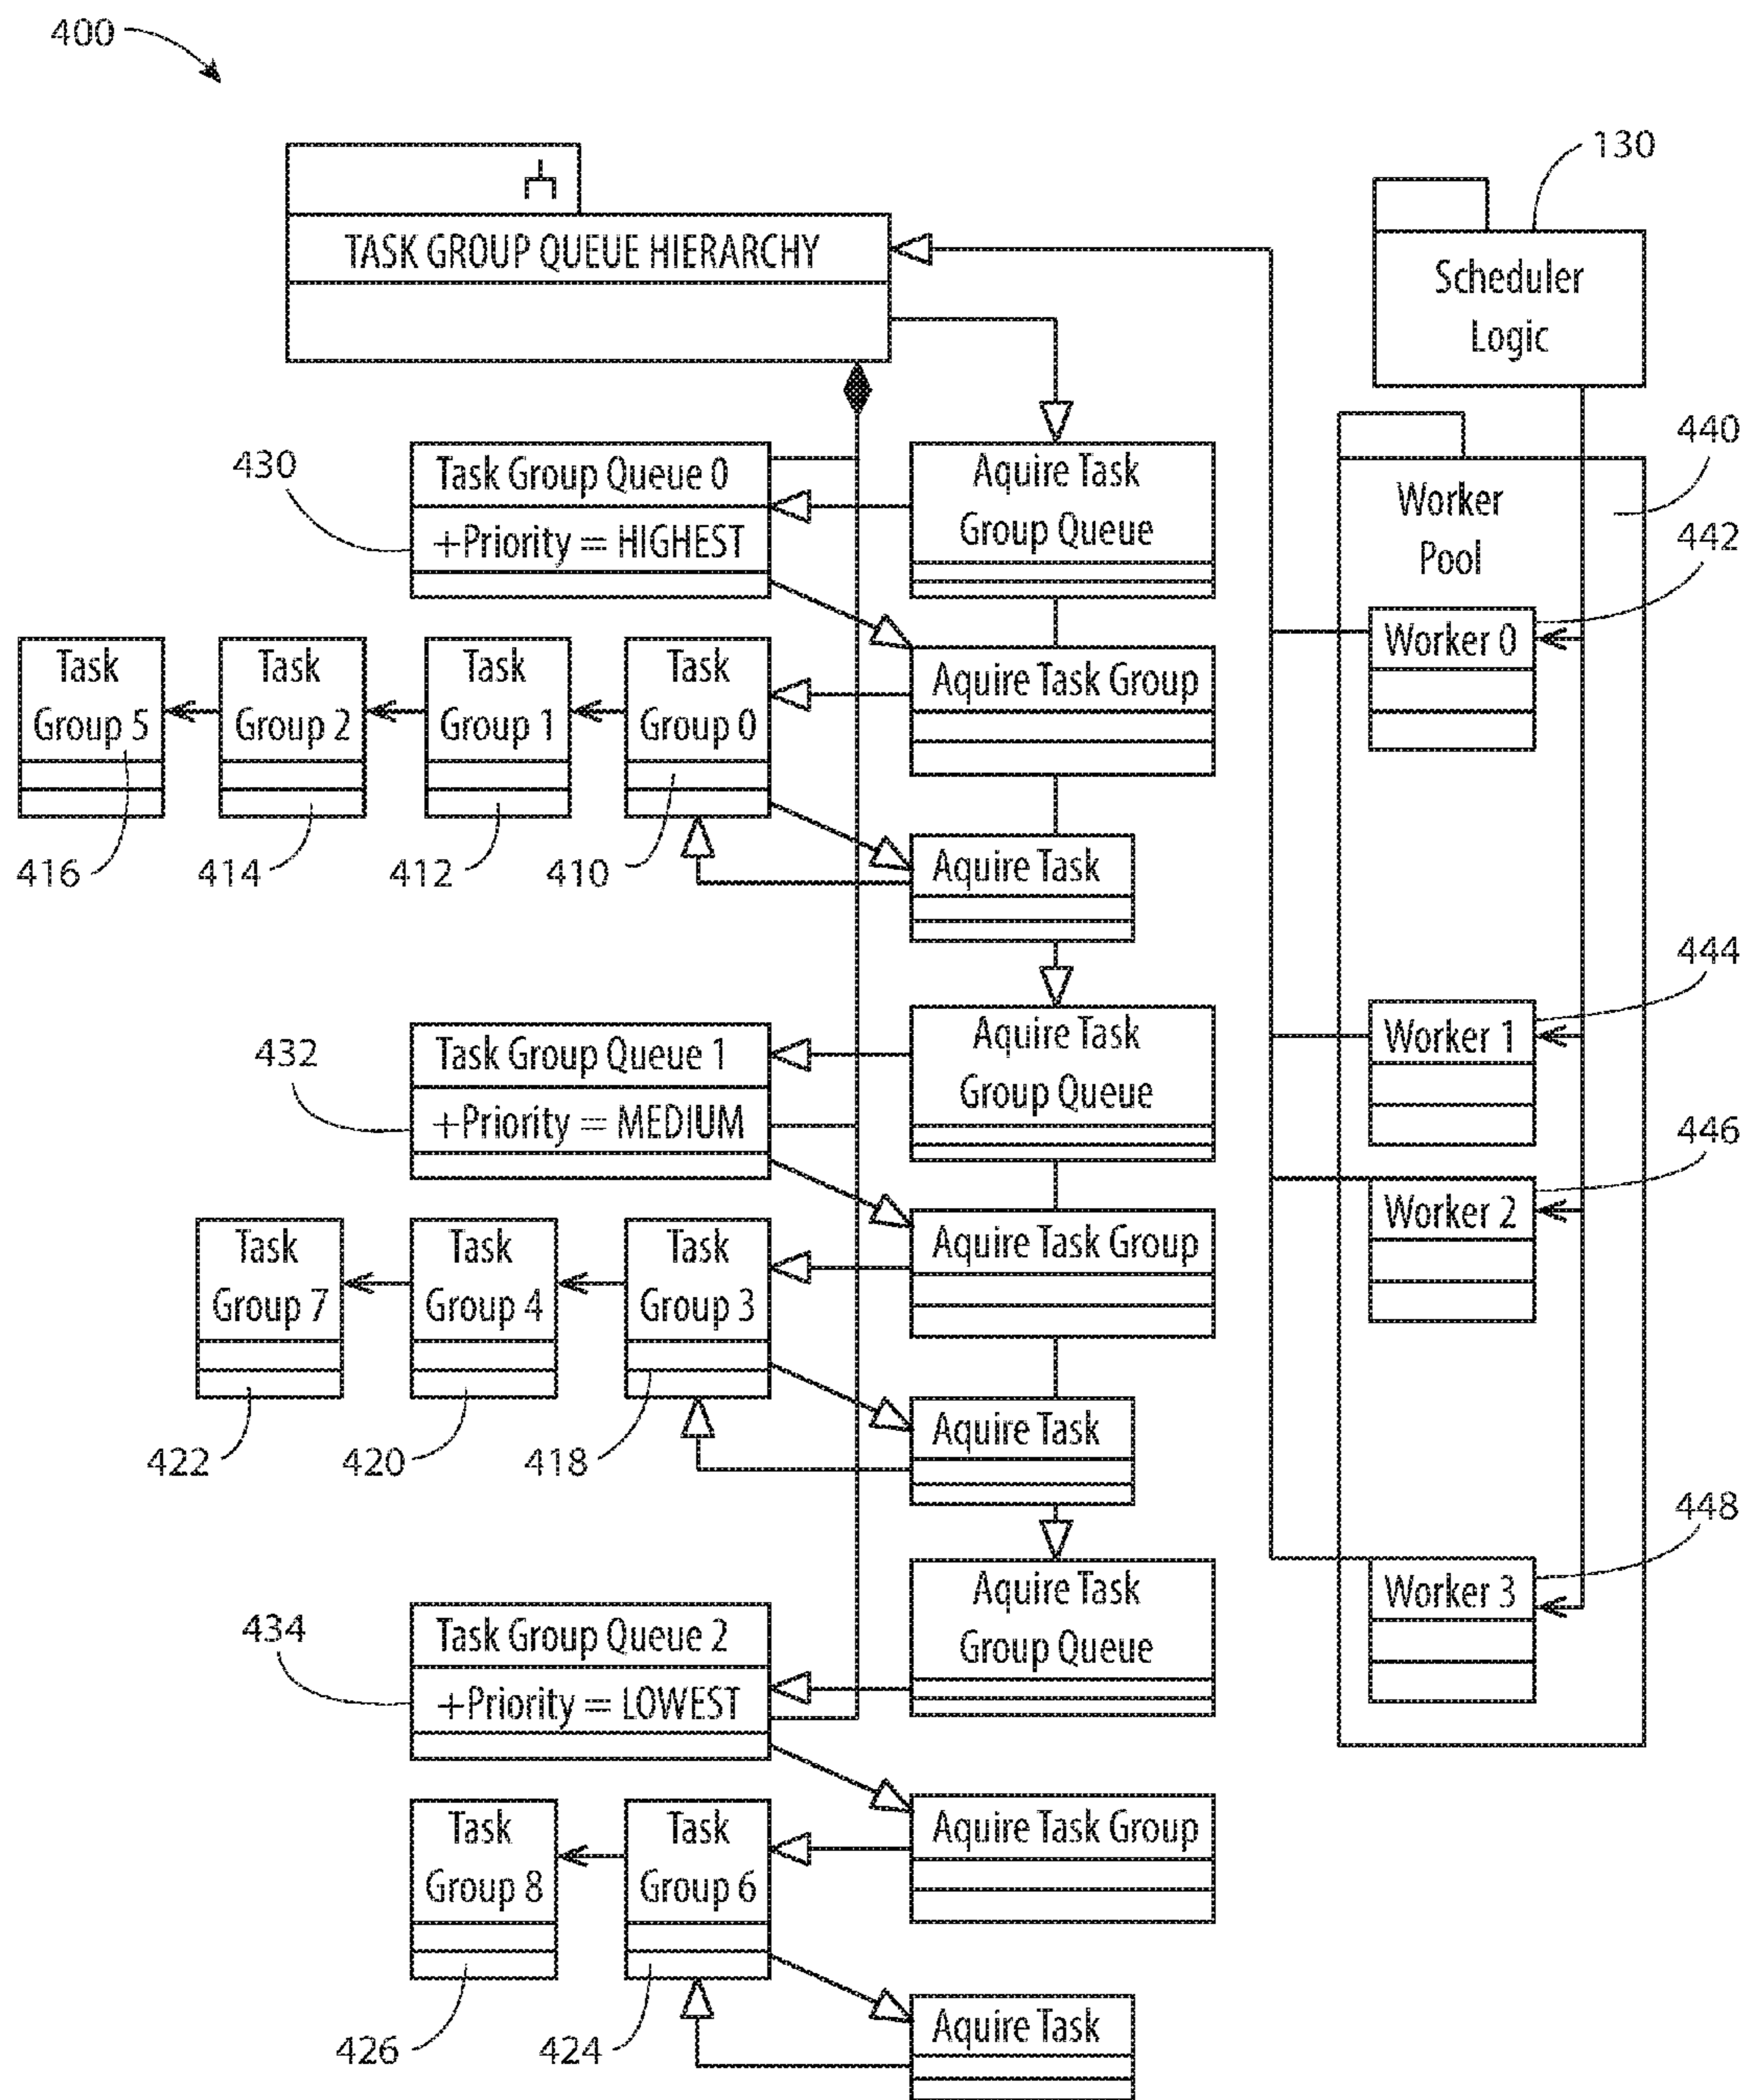 400
130
TASK GROUP QUEUE HIERARCHY
Scheduler
Logic
440
430
Task Group Queue 0
+Priority = HIGHEST
Aquire Task
Group Queue
Worker
Pool
442
Worker 0
Task
Group 5
Task
Group 2
Task
Group 1
Task
Group 0
Aquire Task Group
416
414
412
410
Aquire Task
444
432
Task Group Queue 1
+Priority = MEDIUM
Aquire Task
Group Queue
Worker 1
446
Worker 2
Task
Group 7
Task
Group 4
Task
Group 3
Aquire Task Group
422
420
418
Aquire Task
448
Worker 3
434
Task Group Queue 2
+Priority = LOWEST
Aquire Task
Group Queue
Task
Group 8
Task
Group 6
Aquire Task Group
426
424
Aquire Task